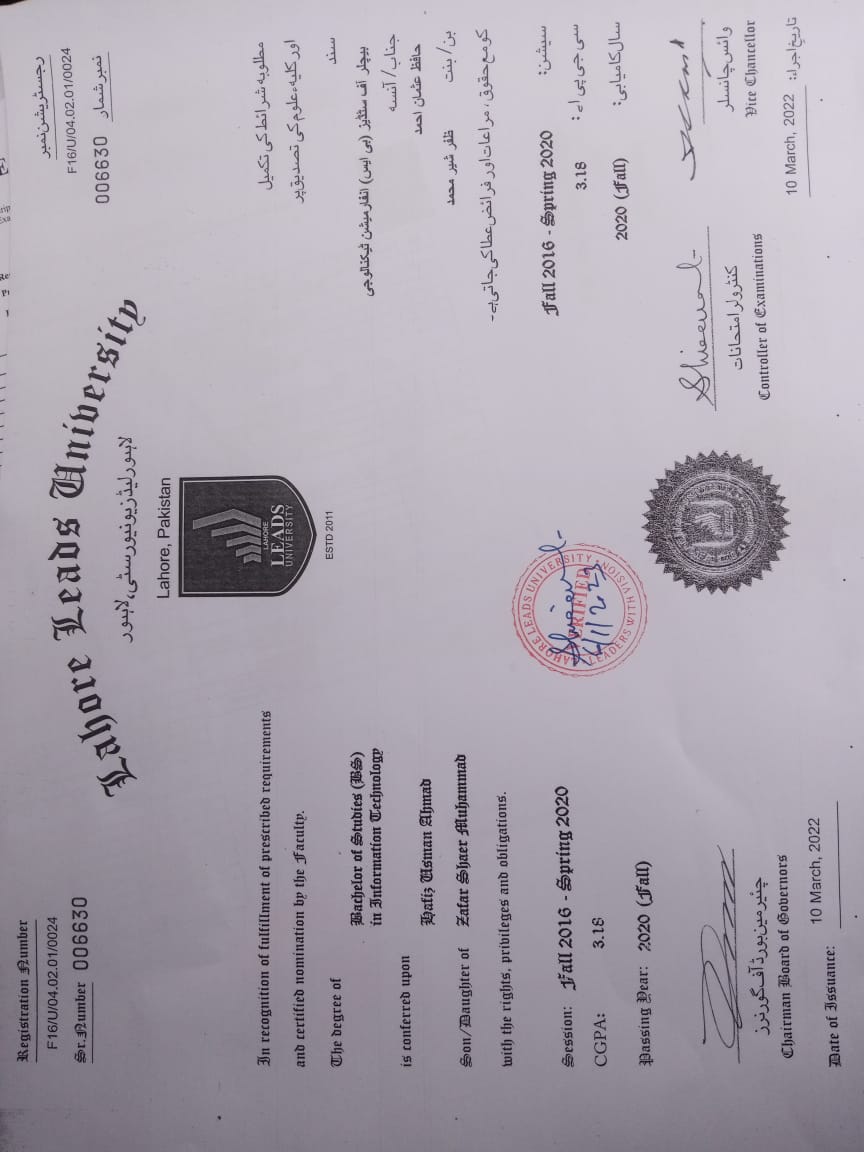 Registration Number
F16/U/04.02.01/0024
Sr.Number 006630
رجسٹریشن نمبر
F16/U/04.02.01/0024
006630 نمبر شمار
Lahore Leads University
لاہور لیڈز یونیورسٹی، لاہور
Lahore, Pakistan
LAHORE
LEADS
UNIVERSITY
ESTD 2011
In recognition of fulfillment of prescribed requirements
and certified nomination by the Faculty.
The degree of
Bachelor of Studies (BS)
in Information Technology
is conferred upon
Hafiz Usman Ahmad
Son/Daughter of Zafar Shaer Muhammad
with the rights, privileges and obligations.
Session: Fall 2016 - Spring 2020
CGPA: 3.18
Passing Year: 2020 (Fall)
مطلوبہ شرائط کی تکمیل
اور کلیہ علوم کی تصدیق پر
سند
بیچلر آف سٹڈیز (بی ایس) انفارمیشن ٹیکنالوجی
جناب/آنسہ
حافظ عثمان احمد
بن/بنت
ظفر شیر محمد
کو مع حقوق، مراعات اور فرائض عطا کی جاتی ہے۔
سیشن: Fall 2016 - Spring 2020
سی جی پی اے: 3.18
سال کامیابی: 2020 (Fall)
LAHORE LEADS UNIVERSITY
VERIFIED
LEADERS WITH VISION
چیئرمین بورڈ آف گورنرز
Chairman Board of Governors
کنٹرولر امتحانات
Controller of Examinations
وائس چانسلر
Vice Chancellor
Date of Issuance: 10 March, 2022
تاریخ اجراء: 10 March, 2022